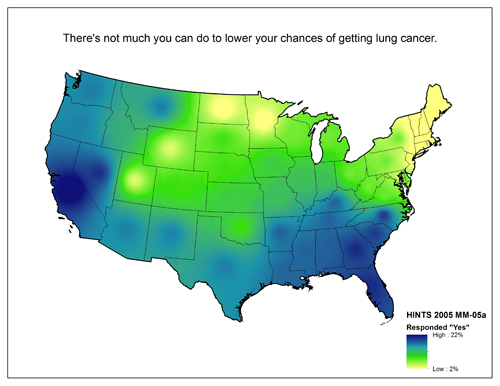 There's not much you can do to lower your chances of getting lung cancer.
HINTS 2005 MM-05a
Responded "Yes"
High : 22%
Low : 2%